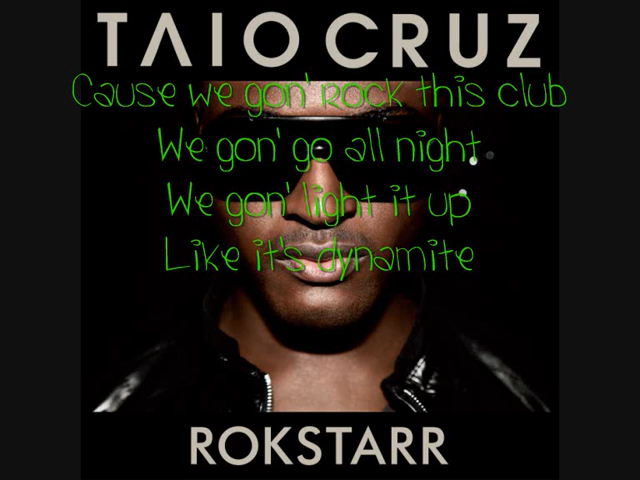 TAIO CRUZ
Cause we gon' Rock this club
We gon' go all night
We gon' light it up
Like it's dynamite
ROKSTARR